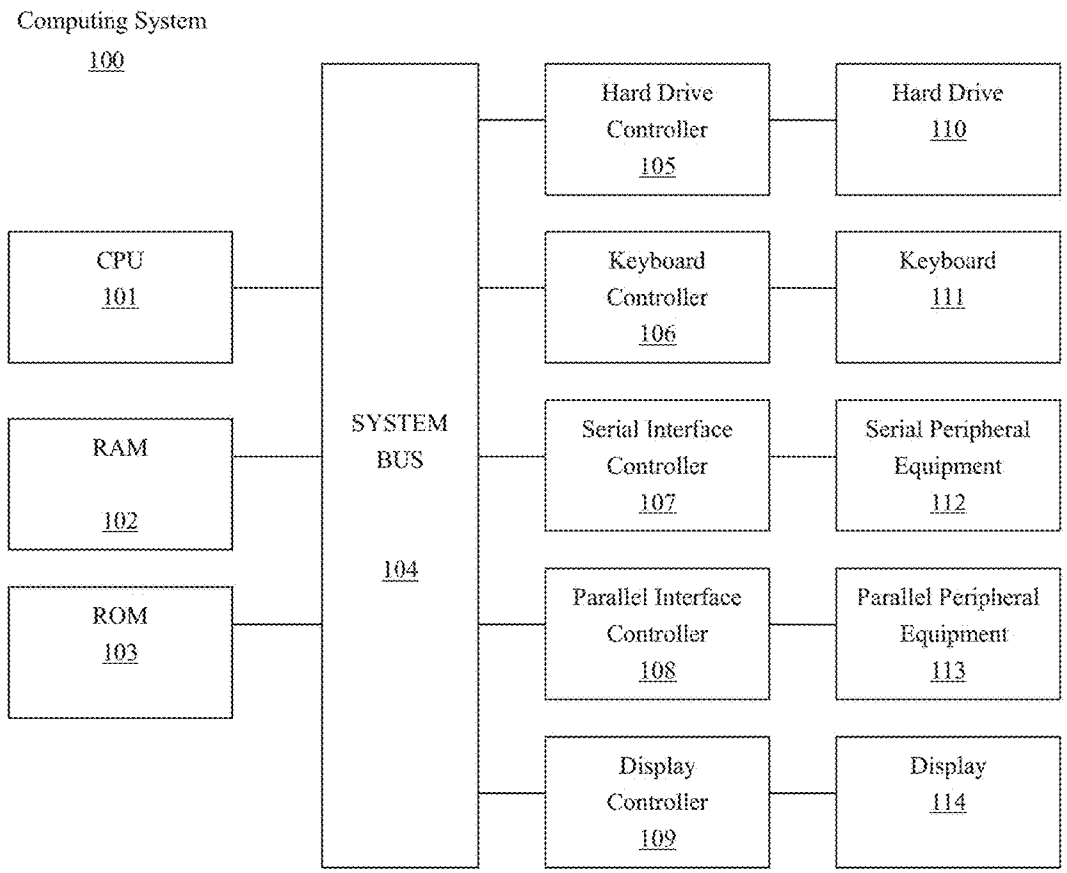 Computing System
100
CPU
101
RAM
102
ROM
103
SYSTEM
BUS
104
Hard Drive
Controller
105
Hard Drive
110
Keyboard
Controller
106
Keyboard
111
Serial Interface
Controller
107
Serial Peripheral
Equipment
112
Parallel Interface
Controller
108
Parallel Peripheral
Equipment
113
Display
Controller
109
Display
114